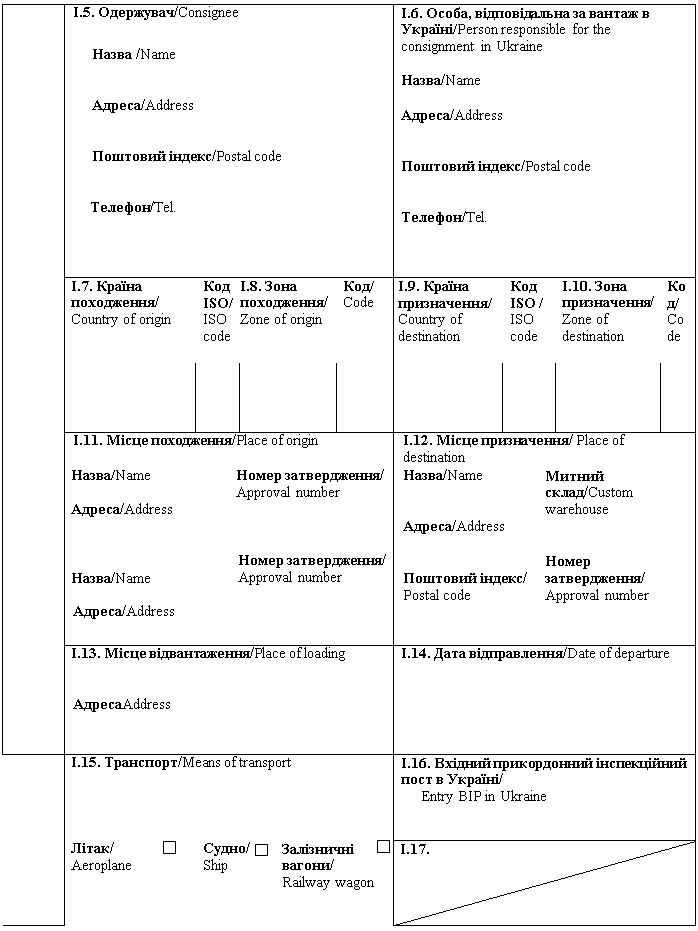 I.5. Одержувач/Consignee
Назва /Name
Адреса/Address
Поштовий індекс/Postal code
Телефон/Tel.
I.6. Особа, відповідальна за вантаж в
Україні/Person responsible for the
consignment in Ukraine
Назва/Name
Адреса/Address
Поштовий індекс/Postal code
Телефон/Tel.
I.7. Країна
походження/
Country of origin
Код
ISO/
ISO
code
I.8. Зона
походження/
Zone of origin
Код/
Code
I.9. Країна
призначення/
Country of
destination
Код
ISO /
ISO
code
I.10. Зона
призначення/
Zone of
destination
Ко
д/
Co
de
I.11. Місце походження/Place of origin
Назва/Name
Номер затвердження/
Approval number
Адреса/Address
Номер затвердження/
Approval number
Назва/Name
Адреса/Address
I.12. Місце призначення/ Place of
destination
Назва/Name
Митний
склад/Custom
warehouse
Адреса/Address
Поштовий індекс/
Postal code
Номер
затвердження/
Approval number
I.13. Місце відвантаження/Place of loading
АдресаAddress
I.14. Дата відправлення/Date of departure
I.15. Транспорт/Means of transport
Літак/
Aeroplane
Судно/
Ship
Залізничні
вагони/
Railway wagon
I.16. Вхідний прикордонний інспекційний
пост в Україні/
Entry BIP in Ukraine
I.17.